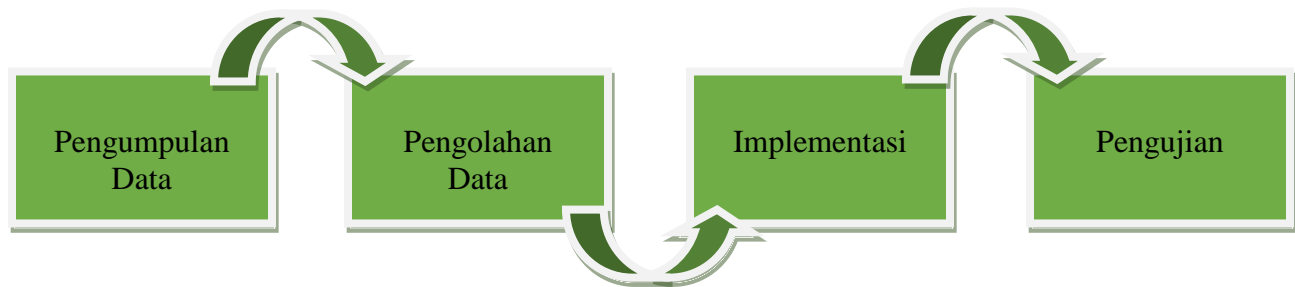 Pengumpulan
Data
Pengolahan
Data
Implementasi
Pengujian